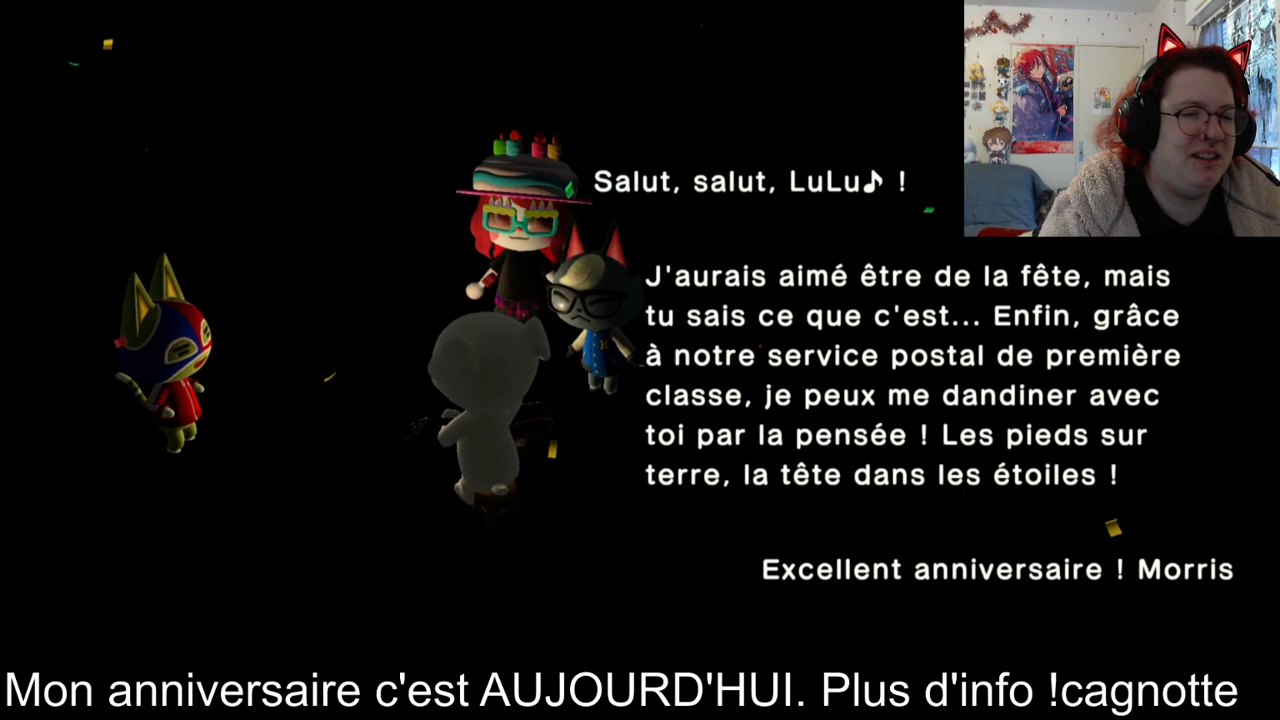 Salut, salut, LuLu♪ !
J'aurais aimé être de la fête, mais
tu sais ce que c'est... Enfin, grâce
à notre service postal de première
classe, je peux me dandiner avec
toi par la pensée ! Les pieds sur
terre, la tête dans les étoiles !
Excellent anniversaire ! Morris
Mon anniversaire c'est AUJOURD'HUI. Plus d'info !cagnotte